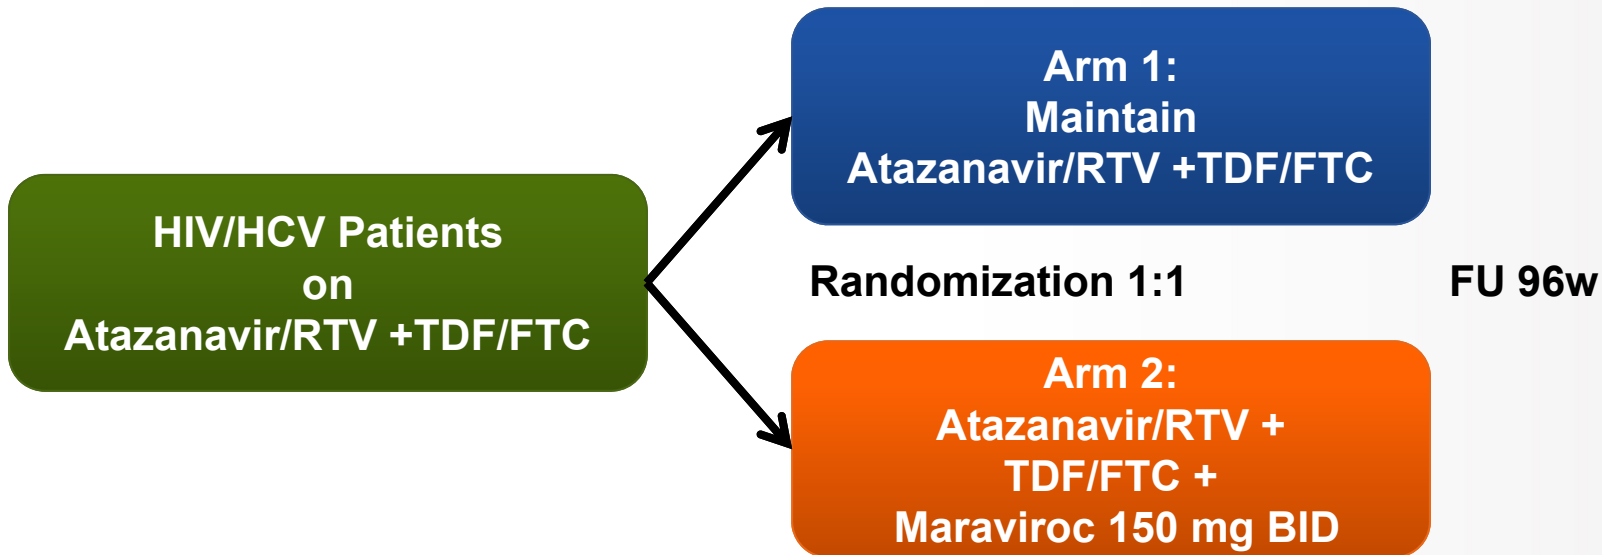 HIV/HCV Patients
on
Atazanavir/RTV +TDF/FTC
Arm 1:
Maintain
Atazanavir/RTV +TDF/FTC
Randomization 1:1
FU 96w
Arm 2:
Atazanavir/RTV +
TDF/FTC +
Maraviroc 150 mg BID